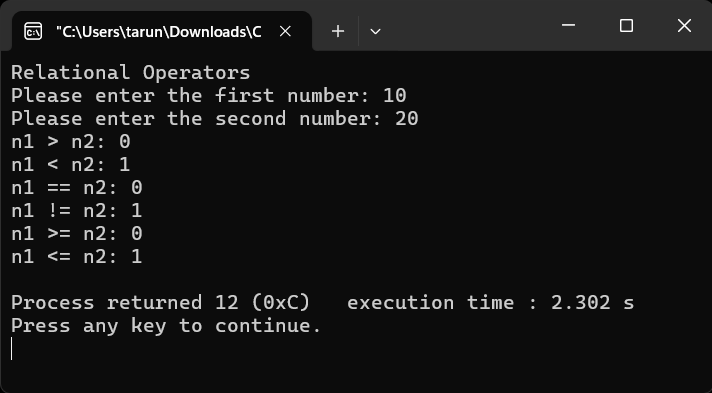 "C:\Users\tarun\Downloads\C
Relational Operators
Please enter the first number: 10
Please enter the second number: 20
n1 > n2: 0
n1 < n2: 1
n1 == n2: 0
n1 != n2: 1
n1 >= n2: 0
n1 <= n2: 1
Process returned 12 (0xC)   execution time : 2.302 s
Press any key to continue.